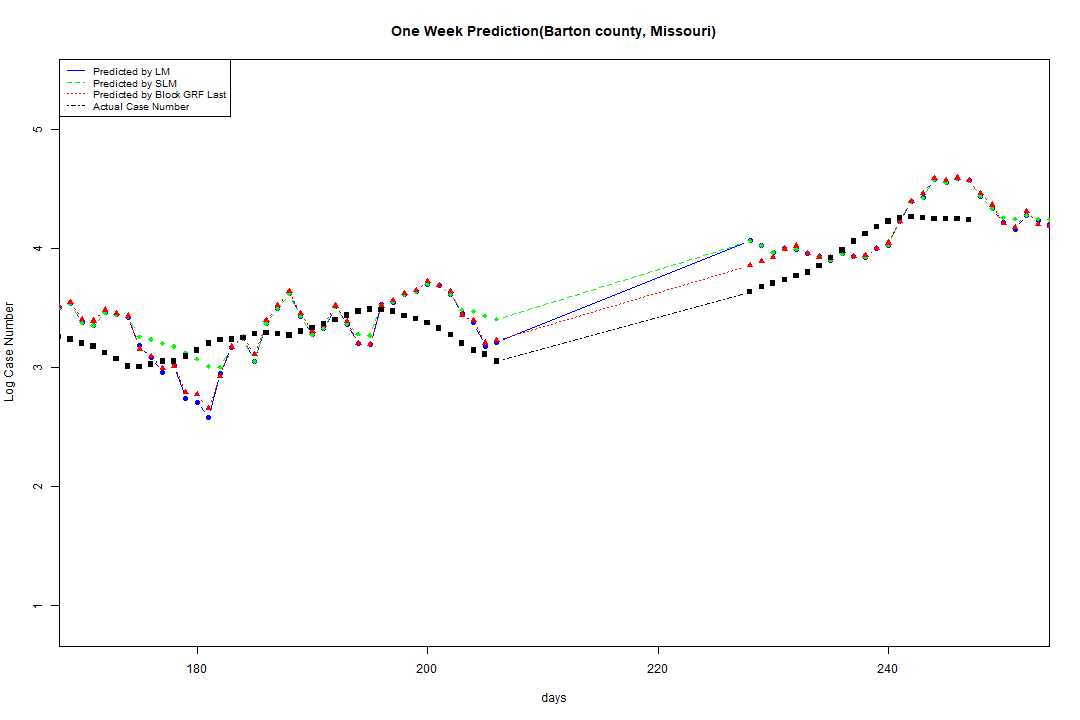 One Week Prediction(Barton county, Missouri)
Predicted by LM
Predicted by SLM
Predicted by Block GRF Last
Actual Case Number
5
4
3
2
1
Log Case Number
180 200 220 240
days